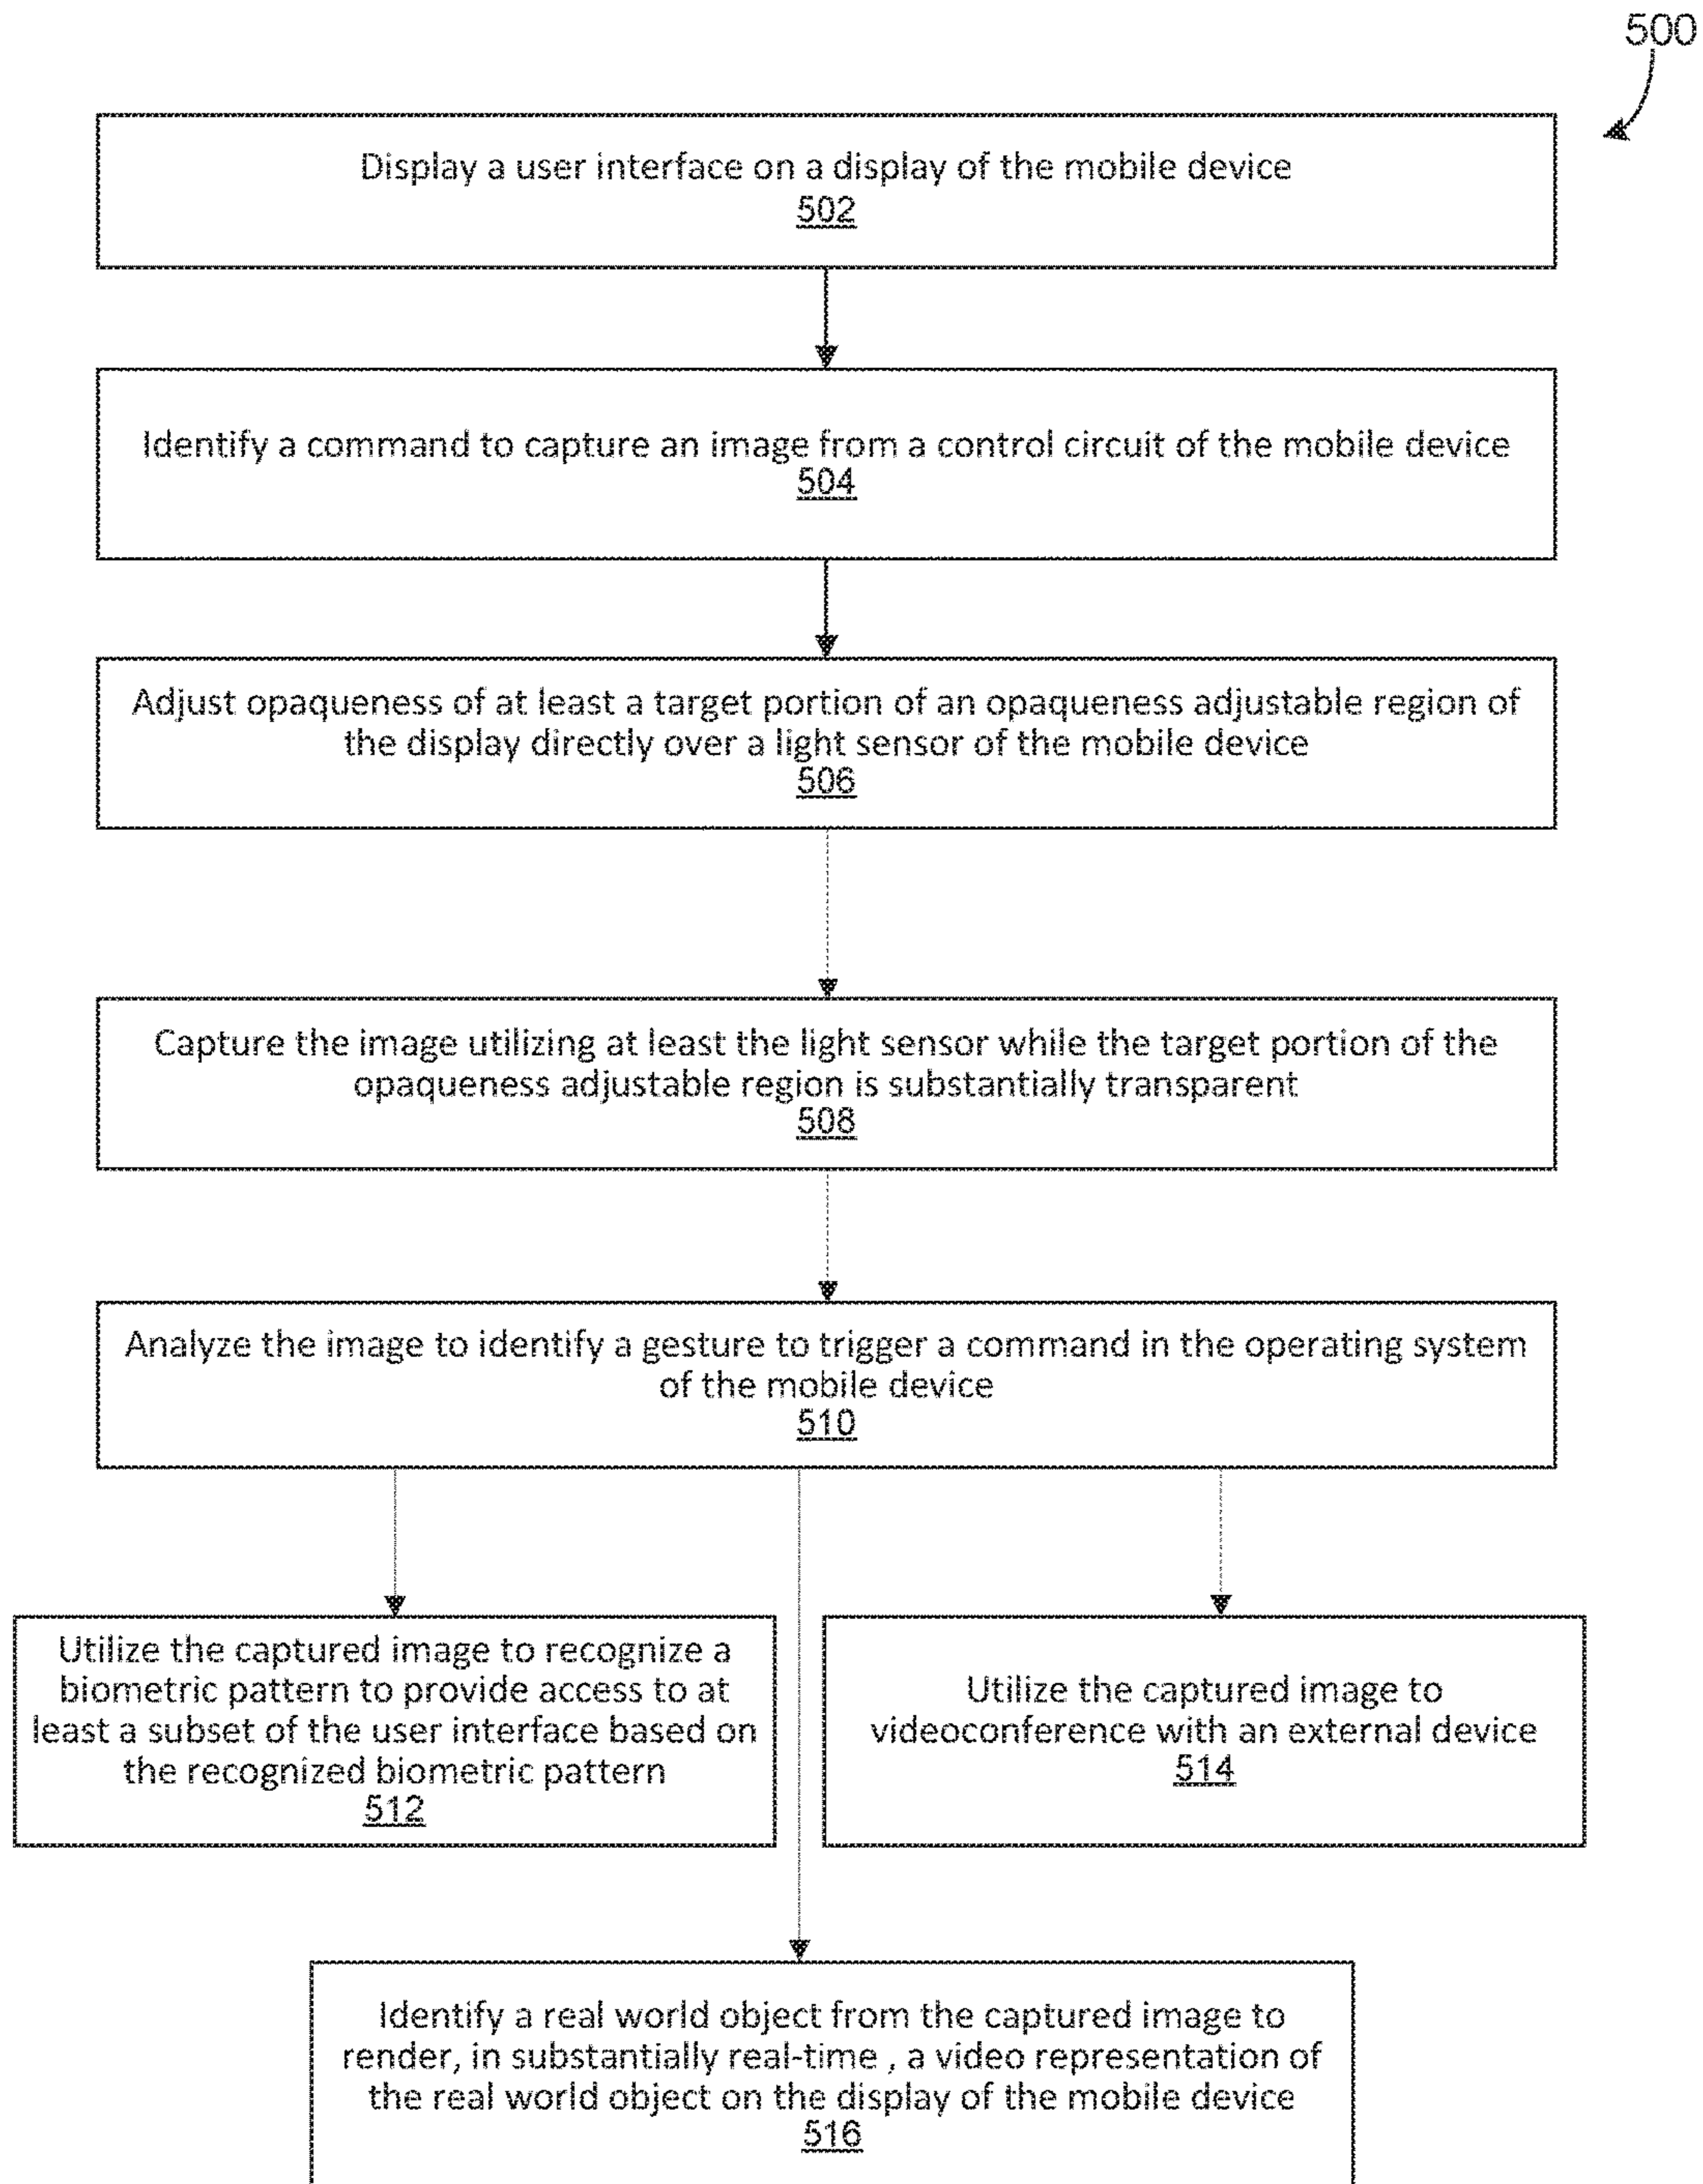 500
Display a user interface on a display of the mobile device
502
Identify a command to capture an image from a control circuit of the mobile device
504
Adjust opaqueness of at least a target portion of an opaqueness adjustable region of
the display directly over a light sensor of the mobile device
506
Capture the image utilizing at least the light sensor while the target portion of the
opaqueness adjustable region is substantially transparent
508
Analyze the image to identify a gesture to trigger a command in the operating system
of the mobile device
510
Utilize the captured image to recognize a
biometric pattern to provide access to at
least a subset of the user interface based on
the recognized biometric pattern
512
Utilize the captured image to
videoconference with an external device
514
Identify a real world object from the captured image to
render, in substantially real-time , a video representation of
the real world object on the display of the mobile device
516